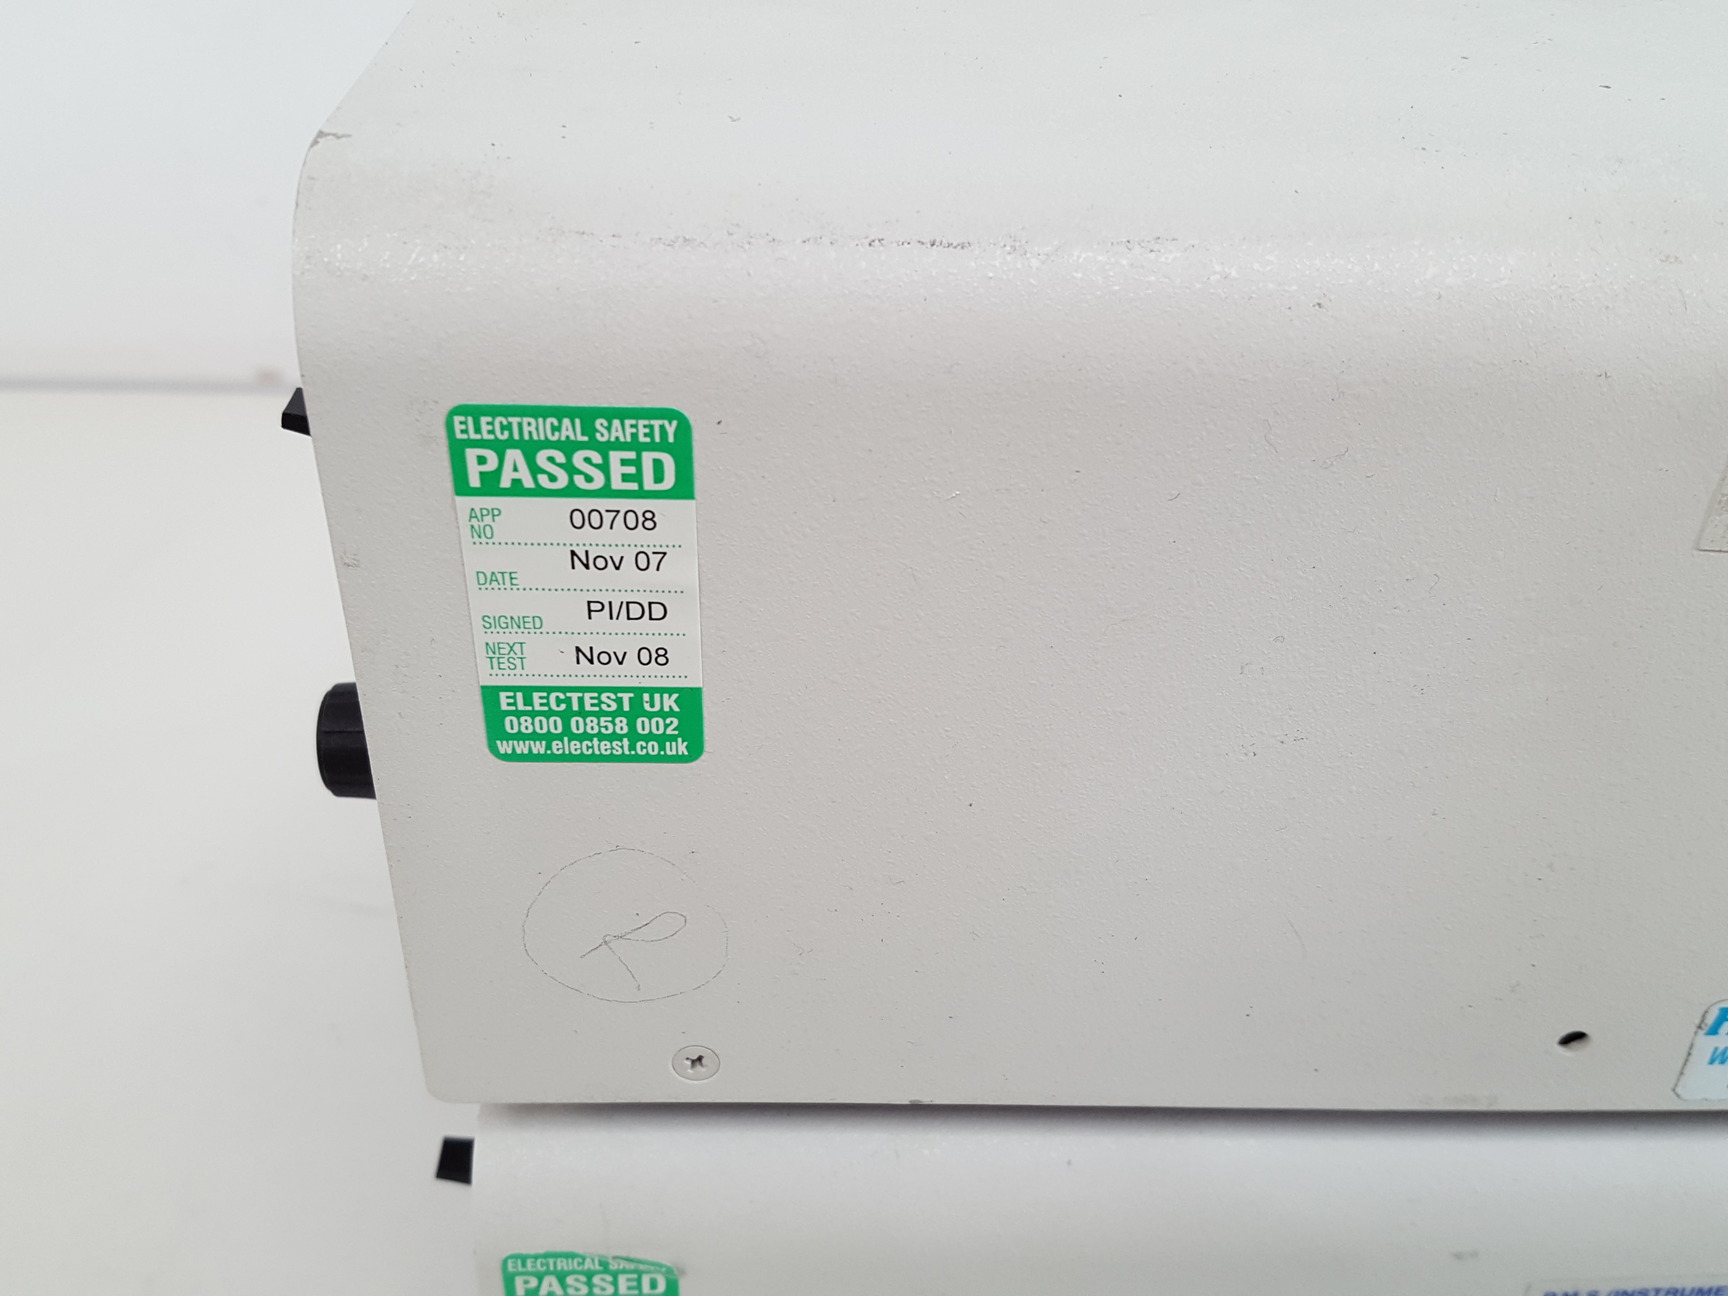 ELECTRICAL SAFETY
PASSED
APP NO 00708
DATE Nov 07
SIGNED PI/DD
NEXT TEST Nov 08
ELECTEST UK
0800 0858 002
www.electest.co.uk
R
ELECTRICAL
PASSED